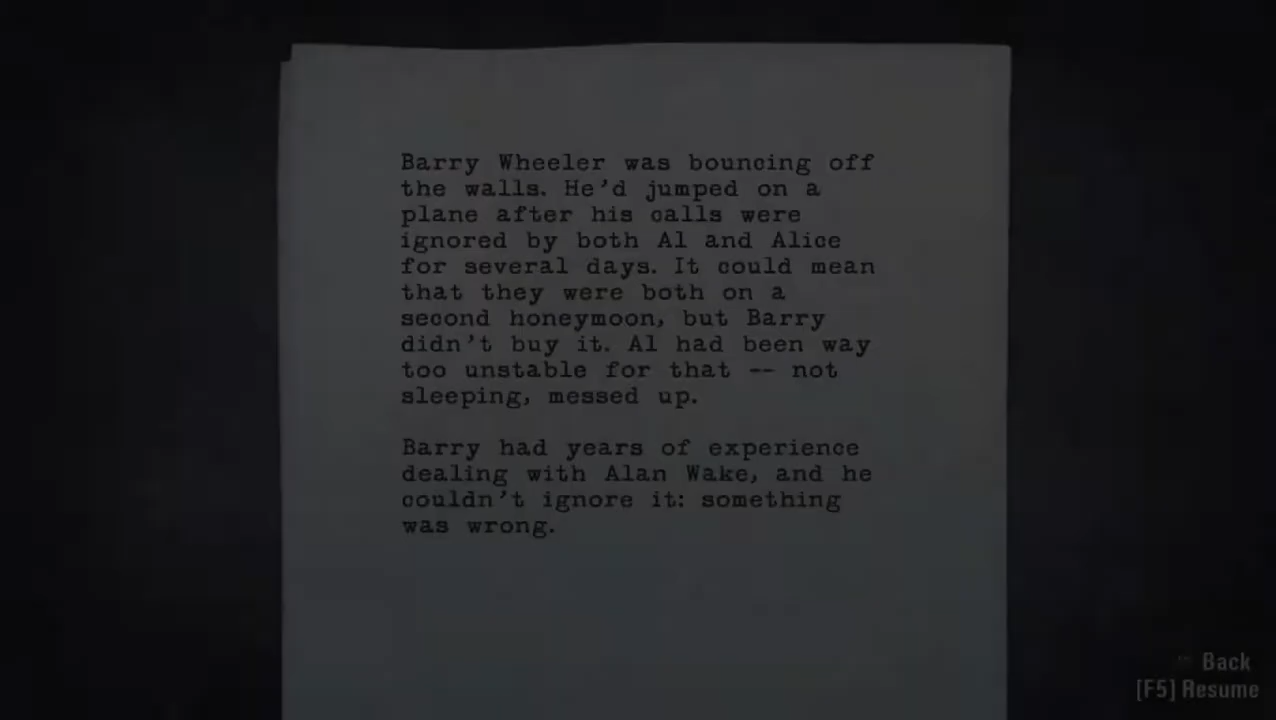 Barry Wheeler was bouncing off
the walls. He'd jumped on a
plane after his calls were
ignored by both Al and Alice
for several days. It could mean
that they were both on a
second honeymoon, but Barry
didn't buy it. Al had been way
too unstable for that -- not
sleeping, messed up.
Barry had years of experience
dealing with Alan Wake, and he
couldn't ignore it: something
was wrong.
Back
[F5] Resume